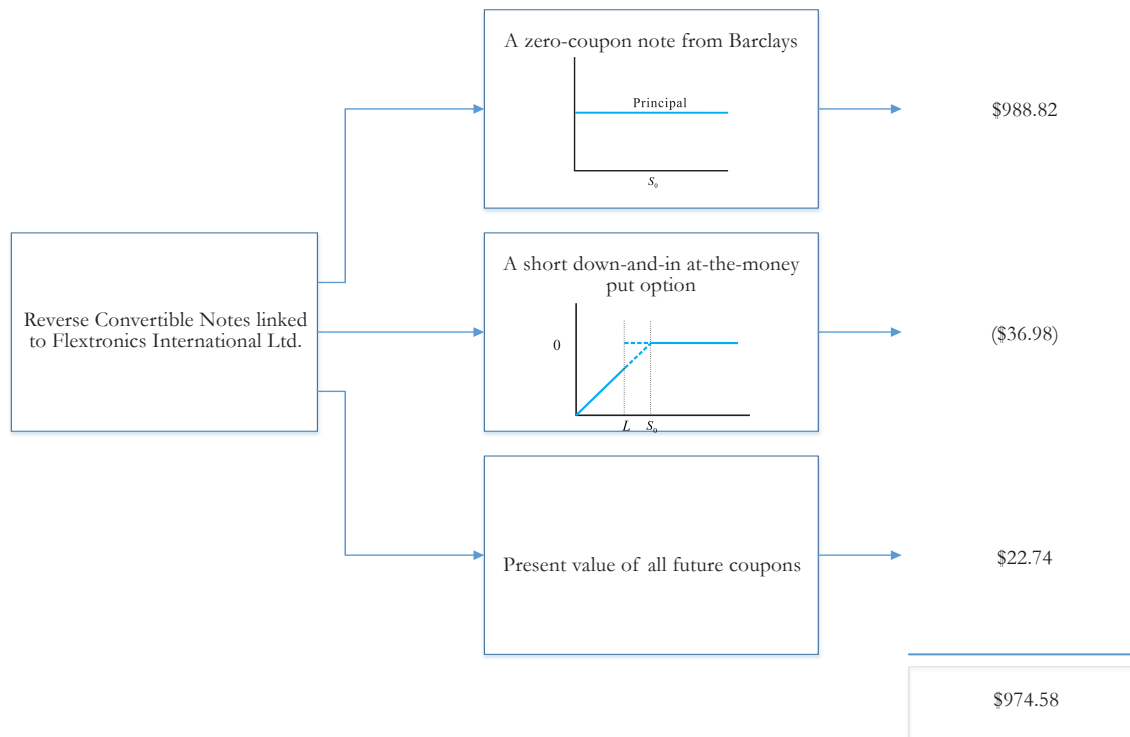 A zero-coupon note from Barclays
Principal
S₀
$988.82
Reverse Convertible Notes linked
to Flextronics International Ltd.
A short down-and-in at-the-money
put option
0
L S₀
($36.98)
Present value of all future coupons
$22.74
$974.58